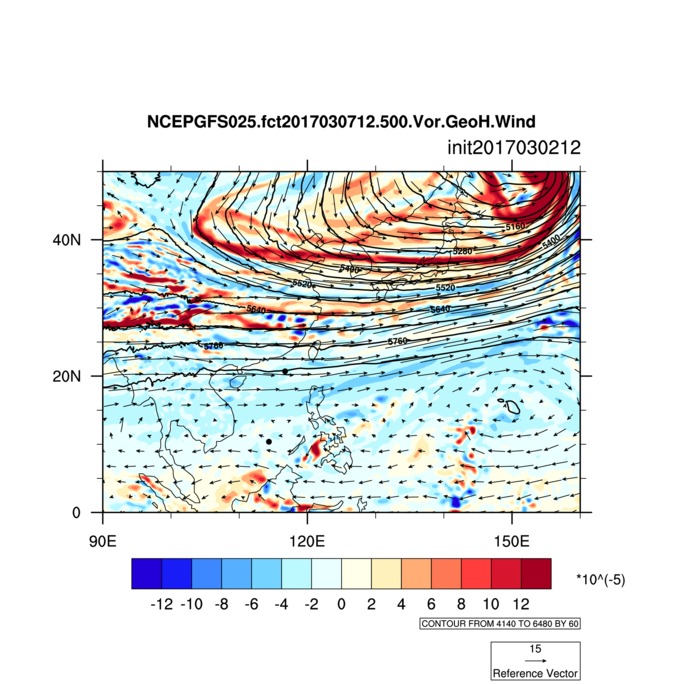 NCEPGFS025.fct2017030712.500.Vor.GeoH.Wind
init2017030212
40N
20N
0
90E 120E 150E
5160
5400
5280
5400
5520
5520
5640
5640
5760
5760
-12 -10 -8 -6 -4 -2 0 2 4 6 8 10 12
*10^(-5)
CONTOUR FROM 4140 TO 6480 BY 60
15
Reference Vector